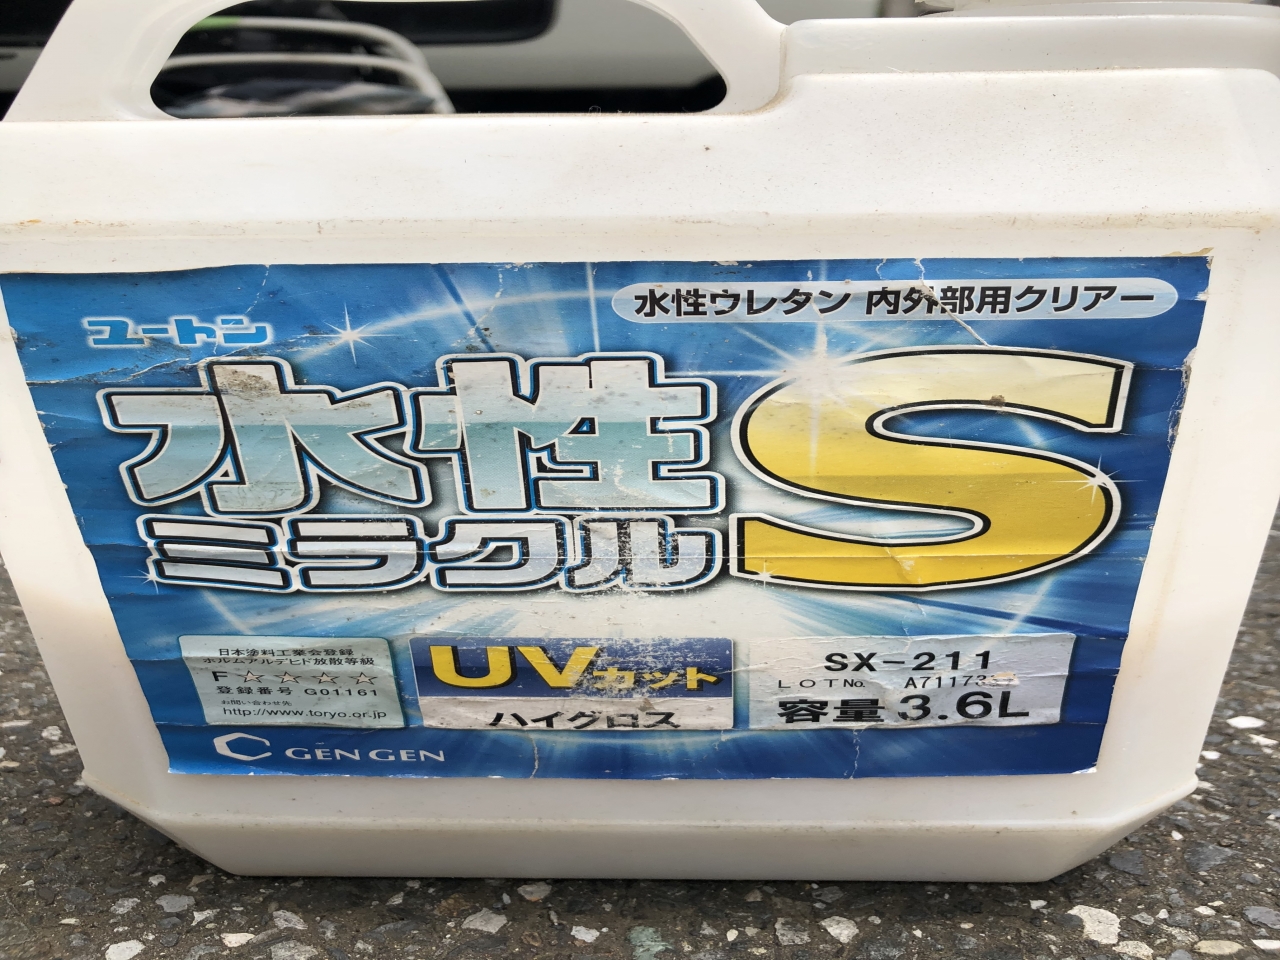 水性ウレタン 内外部用クリアー
ユートン
水性
ミラクル
S
日本塗料工業会登録
ホルムアルデヒド放散等級
F☆☆☆☆
登録番号 G01161
お問い合わせ先
http://www.toryo.or.jp
UVカット
ハイグロス
SX-211
LOT No.
容量 3.6L
GEN GEN